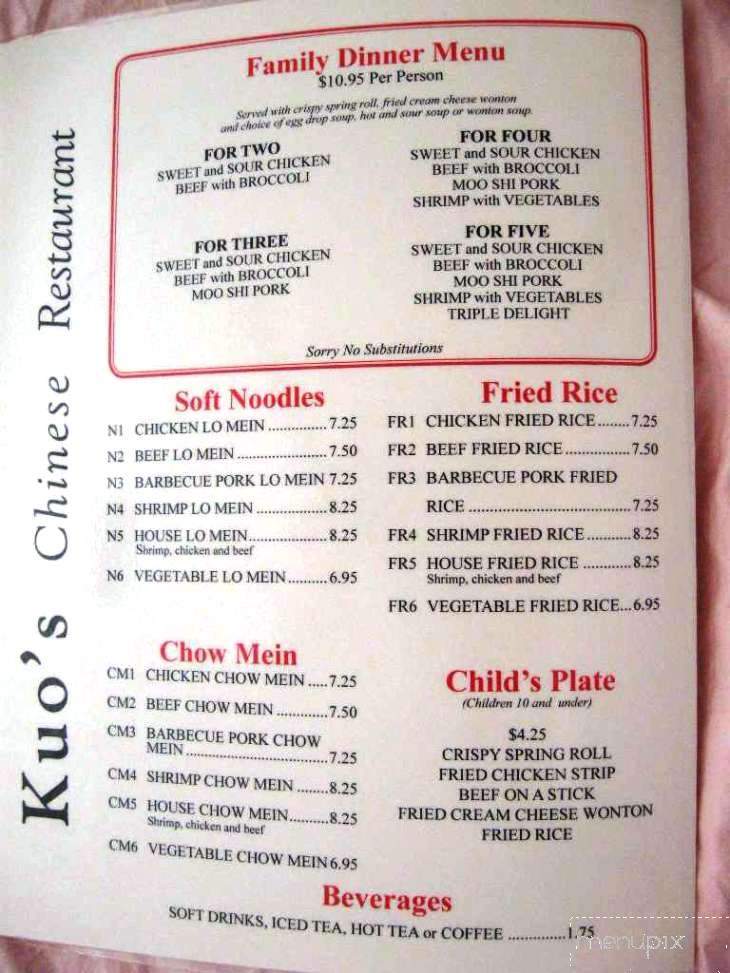 Kuo's Chinese Restaurant
Family Dinner Menu
$10.95 Per Person
Served with crispy spring roll, fried cream cheese wonton
and choice of egg drop soup, hot and sour soup or wonton soup.
FOR TWO
SWEET and SOUR CHICKEN
BEEF with BROCCOLI
FOR THREE
SWEET and SOUR CHICKEN
BEEF with BROCCOLI
MOO SHI PORK
FOR FOUR
SWEET and SOUR CHICKEN
BEEF with BROCCOLI
MOO SHI PORK
SHRIMP with VEGETABLES
FOR FIVE
SWEET and SOUR CHICKEN
BEEF with BROCCOLI
MOO SHI PORK
SHRIMP with VEGETABLES
TRIPLE DELIGHT
Sorry No Substitutions
Soft Noodles
N1 CHICKEN LO MEIN ..............7.25
N2 BEEF LO MEIN ......................7.50
N3 BARBECUE PORK LO MEIN 7.25
N4 SHRIMP LO MEIN .................8.25
N5 HOUSE LO MEIN...................8.25
Shrimp, chicken and beef
N6 VEGETABLE LO MEIN..........6.95
Fried Rice
FR1 CHICKEN FRIED RICE........7.25
FR2 BEEF FRIED RICE ...............7.50
FR3 BARBECUE PORK FRIED
RICE .........................................7.25
FR4 SHRIMP FRIED RICE ..........8.25
FR5 HOUSE FRIED RICE ............8.25
Shrimp, chicken and beef
FR6 VEGETABLE FRIED RICE...6.95
Chow Mein
CM1 CHICKEN CHOW MEIN .....7.25
CM2 BEEF CHOW MEIN ............7.50
CM3 BARBECUE PORK CHOW
MEIN ...............................7.25
CM4 SHRIMP CHOW MEIN ........8.25
CM5 HOUSE CHOW MEIN..........8.25
Shrimp, chicken and beef
CM6 VEGETABLE CHOW MEIN 6.95
Child's Plate
(Children 10 and under)
$4.25
CRISPY SPRING ROLL
FRIED CHICKEN STRIP
BEEF ON A STICK
FRIED CREAM CHEESE WONTON
FRIED RICE
Beverages
SOFT DRINKS, ICED TEA, HOT TEA or COFFEE ..............1.75
menupix